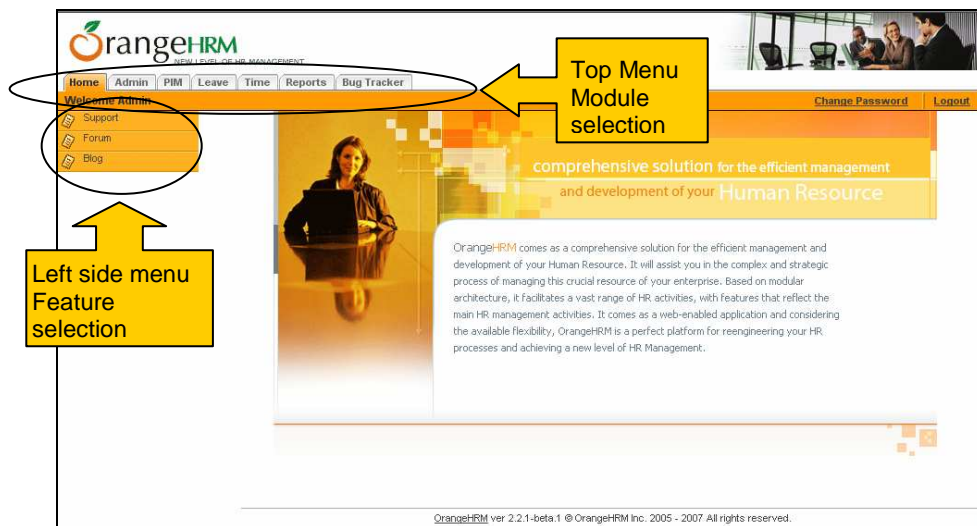 OrangeHRM
NEW LEVEL OF HR MANAGEMENT
Home Admin PIM Leave Time Reports Bug Tracker
Welcome Admin
Change Password Logout
Support
Forum
Blog
Top Menu
Module
selection
Left side menu
Feature
selection
comprehensive solution for the efficient management
and development of your Human Resource
OrangeHRM comes as a comprehensive solution for the efficient management and
development of your Human Resource. It will assist you in the complex and strategic
process of managing this crucial resource of your enterprise. Based on modular
architecture, it facilitates a vast range of HR activities, with features that reflect the
main HR management activities. It comes as a web-enabled application and considering
the available flexibility, OrangeHRM is a perfect platform for reengineering your HR
processes and achieving a new level of HR Management.
OrangeHRM ver 2.2.1-beta.1 © OrangeHRM Inc. 2005 - 2007 All rights reserved.